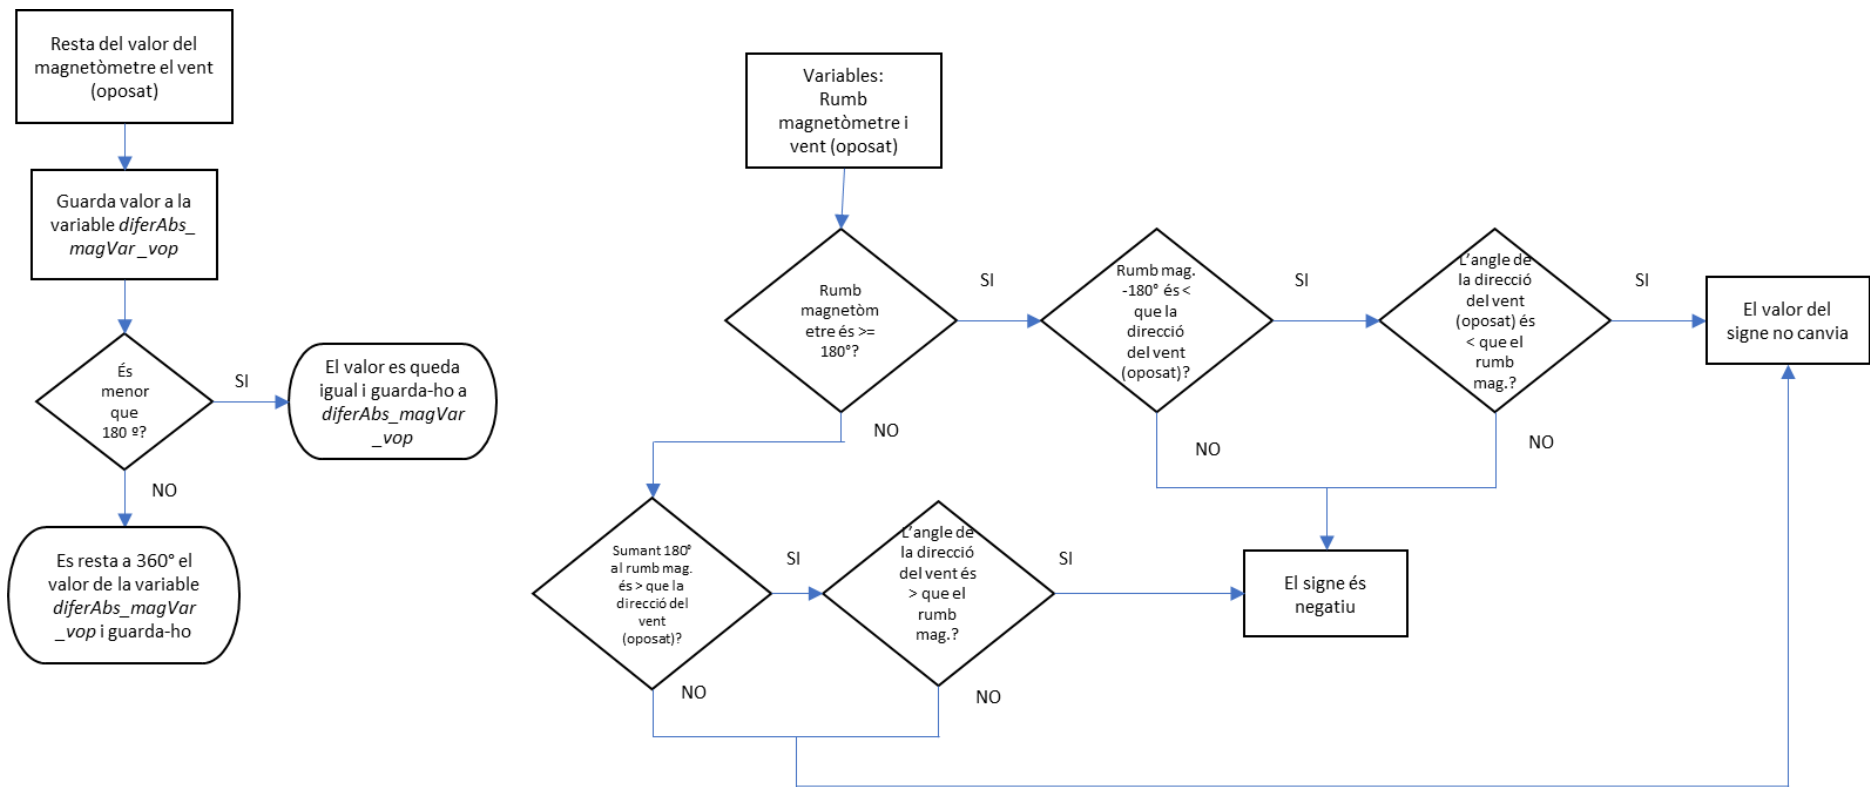 Resta del valor del
magnetòmetre el vent
(oposat)
Guarda valor a la
variable diferAbs_
magVar _vop
És
menor
que
180 º?
SI
El valor es queda
igual i guarda-ho a
diferAbs_magVar
_vop
NO
Es resta a 360° el
valor de la variable
diferAbs_magVar
_vop i guarda-ho
Variables:
Rumb
magnetòmetre i
vent (oposat)
Rumb
magnetòm
etre és >=
180°?
SI
Rumb mag.
-180° és <
que la
direcció
del vent
(oposat)?
SI
L'angle de
la direcció
del vent
(oposat) és
< que el
rumb
mag.?
SI
El valor del
signe no canvia
NO
NO
NO
Sumant 180°
al rumb mag.
és > que la
direcció del
vent
(oposat)?
SI
L'angle de
la direcció
del vent és
> que el
rumb
mag.?
SI
El signe és
negatiu
NO
NO